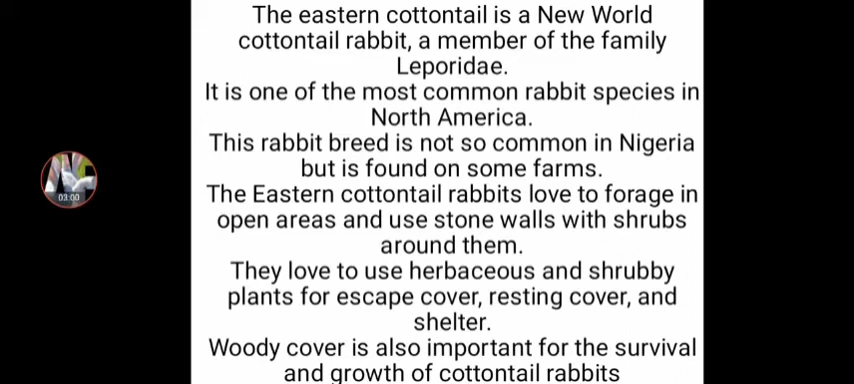 The eastern cottontail is a New World
cottontail rabbit, a member of the family
Leporidae.
It is one of the most common rabbit species in
North America.
This rabbit breed is not so common in Nigeria
but is found on some farms.
The Eastern cottontail rabbits love to forage in
open areas and use stone walls with shrubs
around them.
They love to use herbaceous and shrubby
plants for escape cover, resting cover, and
shelter.
Woody cover is also important for the survival
and growth of cottontail rabbits
03:00